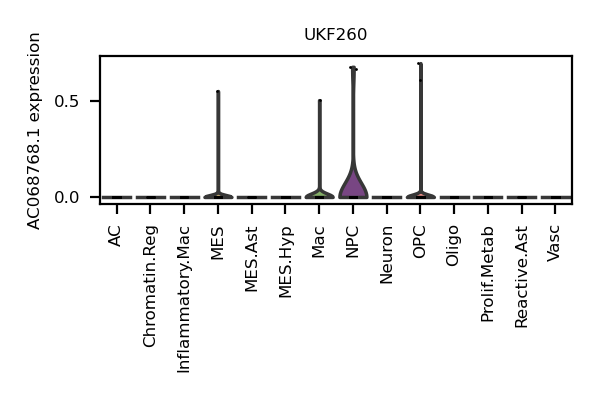 UKF260
AC068768.1 expression
0.5
0.0
AC
Chromatin.Reg
Inflammatory.Mac
MES
MES.Ast
MES.Hyp
Mac
NPC
Neuron
OPC
Oligo
Prolif.Metab
Reactive.Ast
Vasc